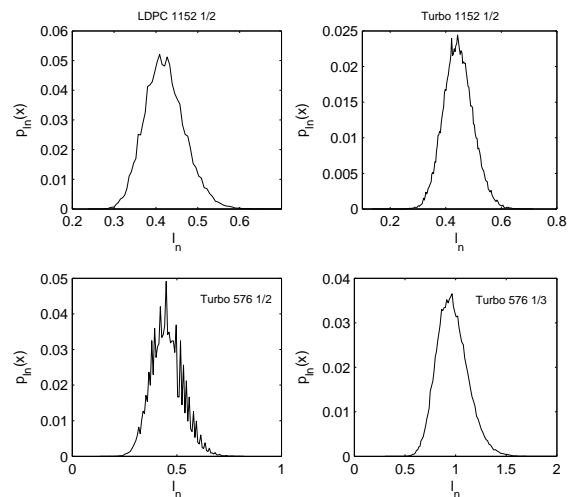 LDPC 1152 1/2
0.06
0.05
0.04
0.03
0.02
0.01
0
0.2 0.3 0.4 0.5 0.6 0.7
p_In(x)
I_n
Turbo 1152 1/2
0.025
0.02
0.015
0.01
0.005
0
0.2 0.4 0.6 0.8
p_In(x)
I_n
Turbo 576 1/2
0.05
0.04
0.03
0.02
0.01
0
0 0.5 1
p_In(x)
I_n
Turbo 576 1/3
0.04
0.03
0.02
0.01
0
0 0.5 1 1.5 2
p_In(x)
I_n